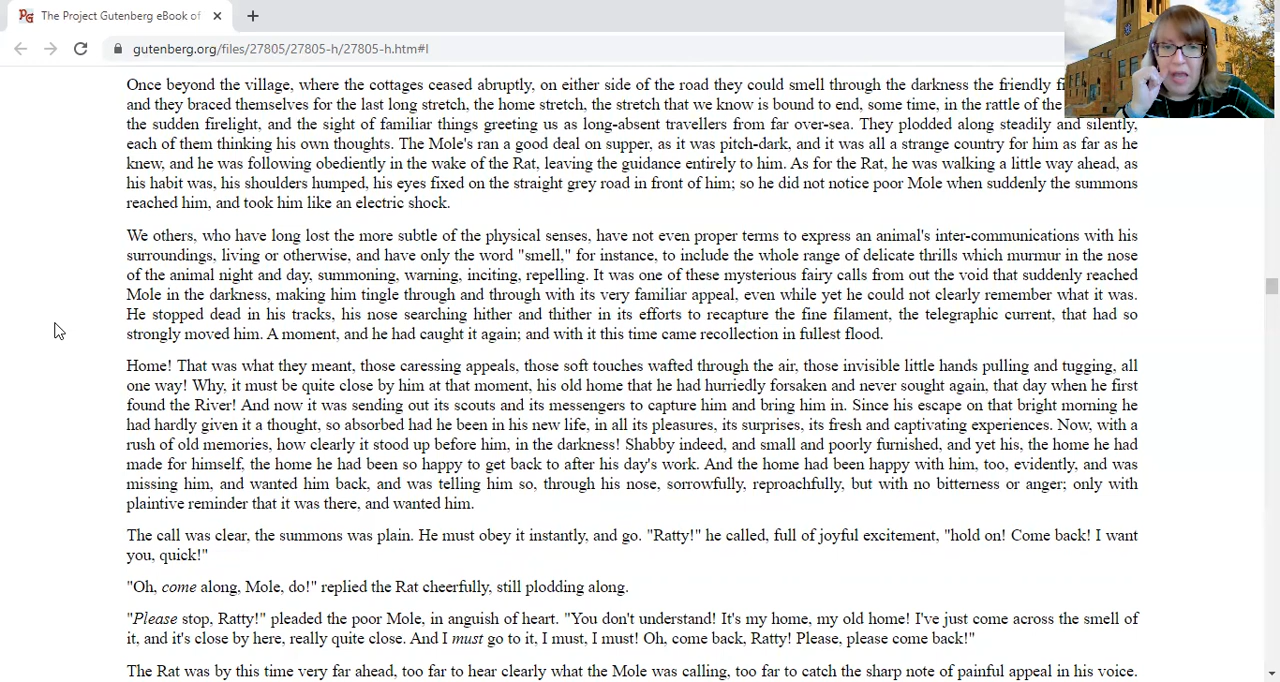 The Project Gutenberg eBook of
gutenberg.org/files/27805/27805-h/27805-h.htm#I
Once beyond the village, where the cottages ceased abruptly, on either side of the road they could smell through the darkness the friendly
and they braced themselves for the last long stretch, the home stretch, the stretch that we know is bound to end, some time, in the rattle of the
the sudden firelight, and the sight of familiar things greeting us as long-absent travellers from far over-sea. They plodded along steadily and silently,
each of them thinking his own thoughts. The Mole's ran a good deal on supper, as it was pitch-dark, and it was all a strange country for him as far as he
knew, and he was following obediently in the wake of the Rat, leaving the guidance entirely to him. As for the Rat, he was walking a little way ahead, as
his habit was, his shoulders humped, his eyes fixed on the straight grey road in front of him; so he did not notice poor Mole when suddenly the summons
reached him, and took him like an electric shock.
We others, who have long lost the more subtle of the physical senses, have not even proper terms to express an animal's inter-communications with his
surroundings, living or otherwise, and have only the word "smell," for instance, to include the whole range of delicate thrills which murmur in the nose
of the animal night and day, summoning, warning, inciting, repelling. It was one of these mysterious fairy calls from out the void that suddenly reached
Mole in the darkness, making him tingle through and through with its very familiar appeal, even while yet he could not clearly remember what it was.
He stopped dead in his tracks, his nose searching hither and thither in its efforts to recapture the fine filament, the telegraphic current, that had so
strongly moved him. A moment, and he had caught it again; and with it this time came recollection in fullest flood.
Home! That was what they meant, those caressing appeals, those soft touches wafted through the air, those invisible little hands pulling and tugging, all
one way! Why, it must be quite close by him at that moment, his old home that he had hurriedly forsaken and never sought again, that day when he first
found the River! And now it was sending out its scouts and its messengers to capture him and bring him in. Since his escape on that bright morning he
had hardly given it a thought, so absorbed had he been in his new life, in all its pleasures, its surprises, its fresh and captivating experiences. Now, with a
rush of old memories, how clearly it stood up before him, in the darkness! Shabby indeed, and small and poorly furnished, and yet his, the home he had
made for himself, the home he had been so happy to get back to after his day's work. And the home had been happy with him, too, evidently, and was
missing him, and wanted him back, and was telling him so, through his nose, sorrowfully, reproachfully, but with no bitterness or anger; only with
plaintive reminder that it was there, and wanted him.
The call was clear, the summons was plain. He must obey it instantly, and go. "Ratty!" he called, full of joyful excitement, "hold on! Come back! I want
you, quick!"
"Oh, come along, Mole, do!" replied the Rat cheerfully, still plodding along.
"Please stop, Ratty!" pleaded the poor Mole, in anguish of heart. "You don't understand! It's my home, my old home! I've just come across the smell of
it, and it's close by here, really quite close. And I must go to it, I must, I must! Oh, come back, Ratty! Please, please come back!"
The Rat was by this time very far ahead, too far to hear clearly what the Mole was calling, too far to catch the sharp note of painful appeal in his voice.